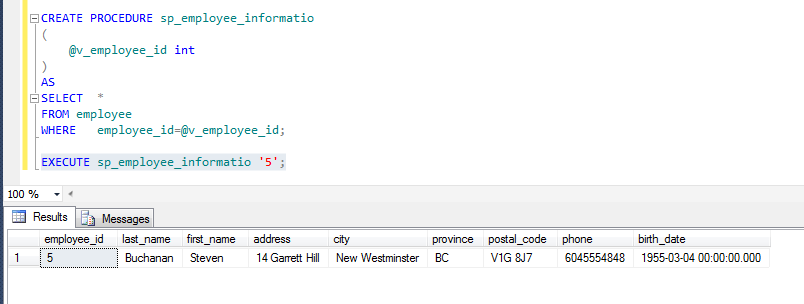 CREATE PROCEDURE sp_employee_informatio
(
@v_employee_id int
)
AS
SELECT *
FROM employee
WHERE employee_id=@v_employee_id;
EXECUTE sp_employee_informatio '5';
100 %
Results Messages
employee_id last_name first_name address city province postal_code phone birth_date
1 5 Buchanan Steven 14 Garrett Hill New Westminster BC V1G 8J7 6045554848 1955-03-04 00:00:00.000